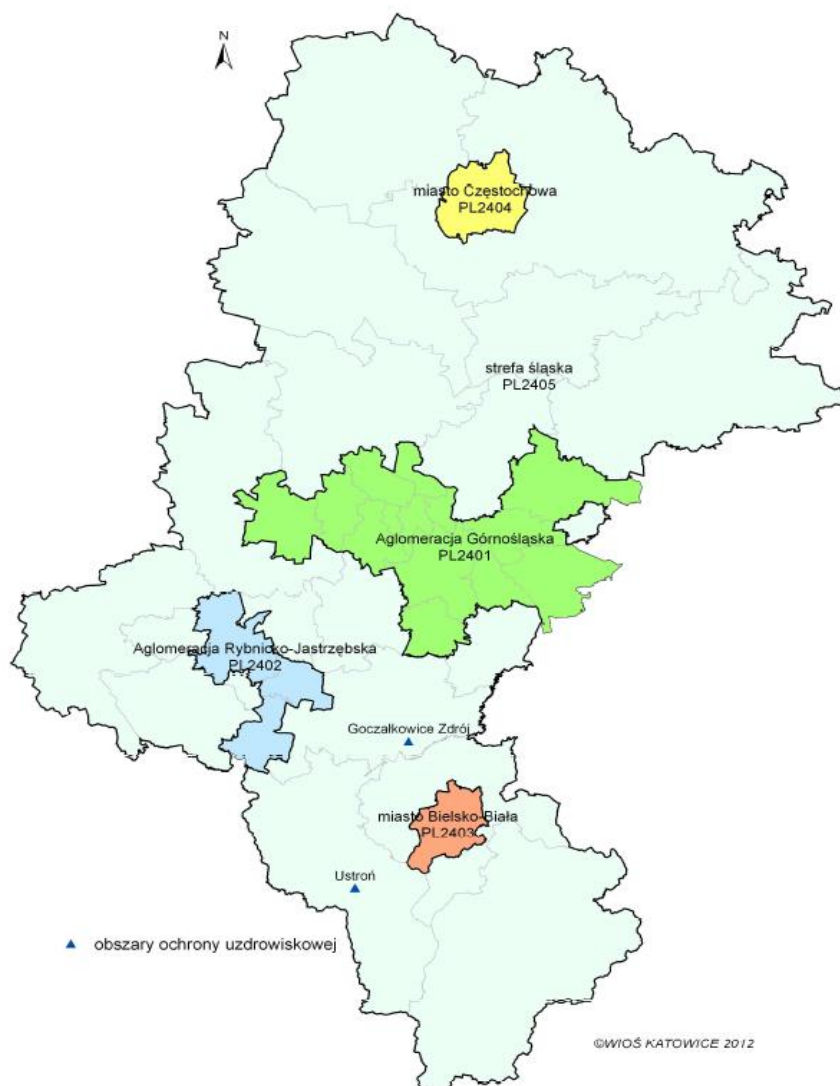 N
miasto Częstochowa
PL2404
strefa śląska
PL2405
Aglomeracja Górnośląska
PL2401
Aglomeracja Rybnicko-Jastrzębska
PL2402
Goczałkowice Zdrój
miasto Bielsko-Biała
PL2403
Ustroń
obszary ochrony uzdrowiskowej
©WIOŚ KATOWICE 2012